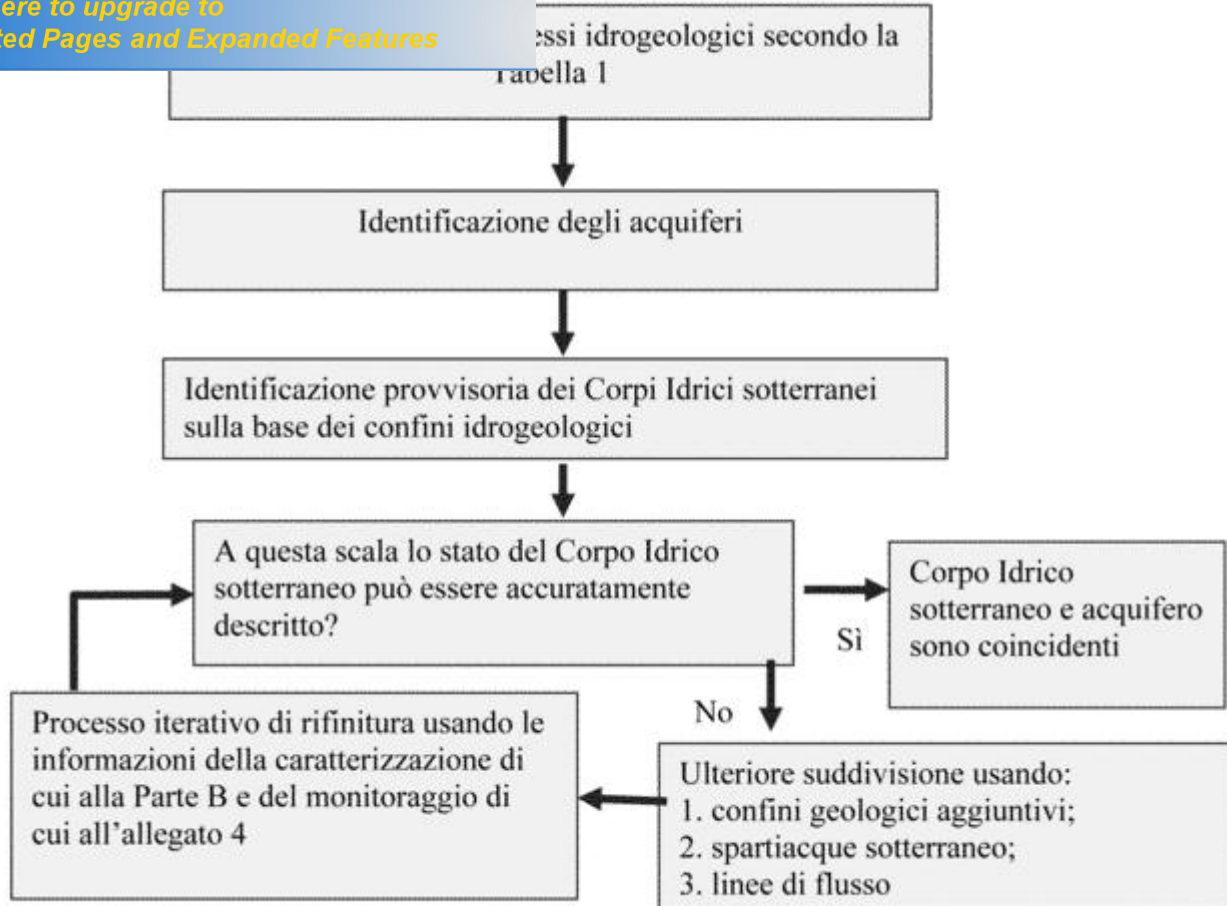 ere to upgrade to
ted Pages and Expanded Features
essi idrogeologici secondo la
Tabella 1
Identificazione degli acquiferi
Identificazione provvisoria dei Corpi Idrici sotterranei
sulla base dei confini idrogeologici
A questa scala lo stato del Corpo Idrico
sotterraneo può essere accuratamente
descritto?
Sì
Corpo Idrico
sotterraneo e acquifero
sono coincidenti
No
Processo iterativo di rifinitura usando le
informazioni della caratterizzazione di
cui alla Parte B e del monitoraggio di
cui all'allegato 4
Ulteriore suddivisione usando:
1. confini geologici aggiuntivi;
2. spartiacque sotterraneo;
3. linee di flusso